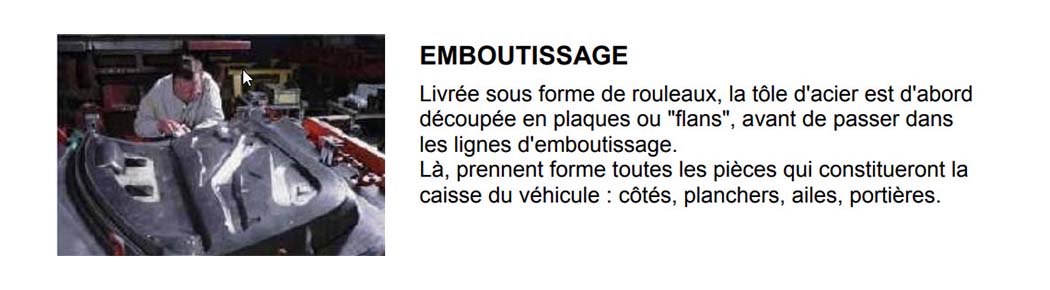 EMBOUTISSAGE
Livrée sous forme de rouleaux, la tôle d'acier est d'abord
découpée en plaques ou "flans", avant de passer dans
les lignes d'emboutissage.
Là, prennent forme toutes les pièces qui constitueront la
caisse du véhicule : côtés, planchers, ailes, portières.